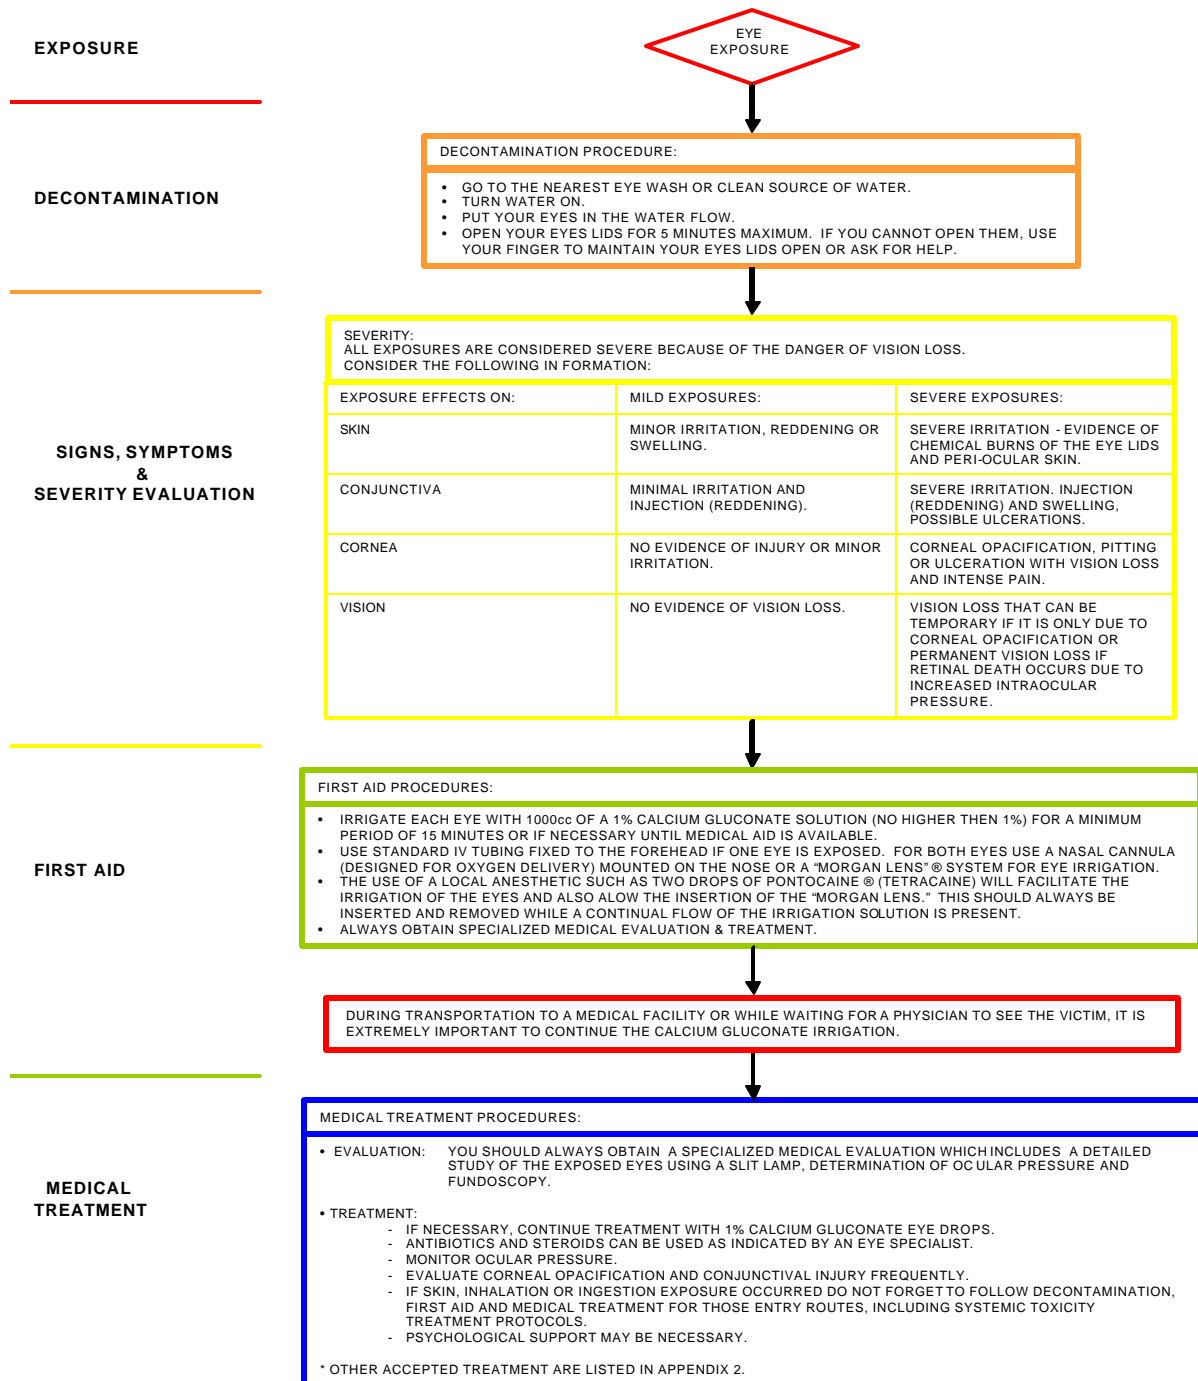 EXPOSURE
EYE
EXPOSURE
DECONTAMINATION
DECONTAMINATION PROCEDURE:
• GO TO THE NEAREST EYE WASH OR CLEAN SOURCE OF WATER.
• TURN WATER ON.
• PUT YOUR EYES IN THE WATER FLOW.
• OPEN YOUR EYES LIDS FOR 5 MINUTES MAXIMUM. IF YOU CANNOT OPEN THEM, USE
YOUR FINGER TO MAINTAIN YOUR EYES LIDS OPEN OR ASK FOR HELP.
SIGNS, SYMPTOMS
&
SEVERITY EVALUATION
SEVERITY:
ALL EXPOSURES ARE CONSIDERED SEVERE BECAUSE OF THE DANGER OF VISION LOSS.
CONSIDER THE FOLLOWING IN FORMATION:
EXPOSURE EFFECTS ON:
MILD EXPOSURES:
SEVERE EXPOSURES:
SKIN
MINOR IRRITATION, REDDENING OR
SWELLING.
SEVERE IRRITATION - EVIDENCE OF
CHEMICAL BURNS OF THE EYE LIDS
AND PERI-OCULAR SKIN.
CONJUNCTIVA
MINIMAL IRRITATION AND
INJECTION (REDDENING).
SEVERE IRRITATION. INJECTION
(REDDENING) AND SWELLING,
POSSIBLE ULCERATIONS.
CORNEA
NO EVIDENCE OF INJURY OR MINOR
IRRITATION.
CORNEAL OPACIFICATION, PITTING
OR ULCERATION WITH VISION LOSS
AND INTENSE PAIN.
VISION
NO EVIDENCE OF VISION LOSS.
VISION LOSS THAT CAN BE
TEMPORARY IF IT IS ONLY DUE TO
CORNEAL OPACIFICATION OR
PERMANENT VISION LOSS IF
RETINAL DEATH OCCURS DUE TO
INCREASED INTRAOCULAR
PRESSURE.
FIRST AID
FIRST AID PROCEDURES:
• IRRIGATE EACH EYE WITH 1000cc OF A 1% CALCIUM GLUCONATE SOLUTION (NO HIGHER THEN 1%) FOR A MINIMUM
PERIOD OF 15 MINUTES OR IF NECESSARY UNTIL MEDICAL AID IS AVAILABLE.
• USE STANDARD IV TUBING FIXED TO THE FOREHEAD IF ONE EYE IS EXPOSED. FOR BOTH EYES USE A NASAL CANNULA
(DESIGNED FOR OXYGEN DELIVERY) MOUNTED ON THE NOSE OR A “MORGAN LENS” ® SYSTEM FOR EYE IRRIGATION.
• THE USE OF A LOCAL ANESTHETIC SUCH AS TWO DROPS OF PONTOCAINE ® (TETRACAINE) WILL FACILITATE THE
IRRIGATION OF THE EYES AND ALSO ALOW THE INSERTION OF THE “MORGAN LENS.” THIS SHOULD ALWAYS BE
INSERTED AND REMOVED WHILE A CONTINUAL FLOW OF THE IRRIGATION SOLUTION IS PRESENT.
• ALWAYS OBTAIN SPECIALIZED MEDICAL EVALUATION & TREATMENT.
DURING TRANSPORTATION TO A MEDICAL FACILITY OR WHILE WAITING FOR A PHYSICIAN TO SEE THE VICTIM, IT IS
EXTREMELY IMPORTANT TO CONTINUE THE CALCIUM GLUCONATE IRRIGATION.
MEDICAL
TREATMENT
MEDICAL TREATMENT PROCEDURES:
• EVALUATION: YOU SHOULD ALWAYS OBTAIN A SPECIALIZED MEDICAL EVALUATION WHICH INCLUDES A DETAILED
STUDY OF THE EXPOSED EYES USING A SLIT LAMP, DETERMINATION OF OCULAR PRESSURE AND
FUNDOSCOPY.
• TREATMENT:
- IF NECESSARY, CONTINUE TREATMENT WITH 1% CALCIUM GLUCONATE EYE DROPS.
- ANTIBIOTICS AND STEROIDS CAN BE USED AS INDICATED BY AN EYE SPECIALIST.
- MONITOR OCULAR PRESSURE.
- EVALUATE CORNEAL OPACIFICATION AND CONJUNCTIVAL INJURY FREQUENTLY.
- IF SKIN, INHALATION OR INGESTION EXPOSURE OCCURRED DO NOT FORGET TO FOLLOW DECONTAMINATION,
FIRST AID AND MEDICAL TREATMENT FOR THOSE ENTRY ROUTES, INCLUDING SYSTEMIC TOXICITY
TREATMENT PROTOCOLS.
- PSYCHOLOGICAL SUPPORT MAY BE NECESSARY.
* OTHER ACCEPTED TREATMENT ARE LISTED IN APPENDIX 2.